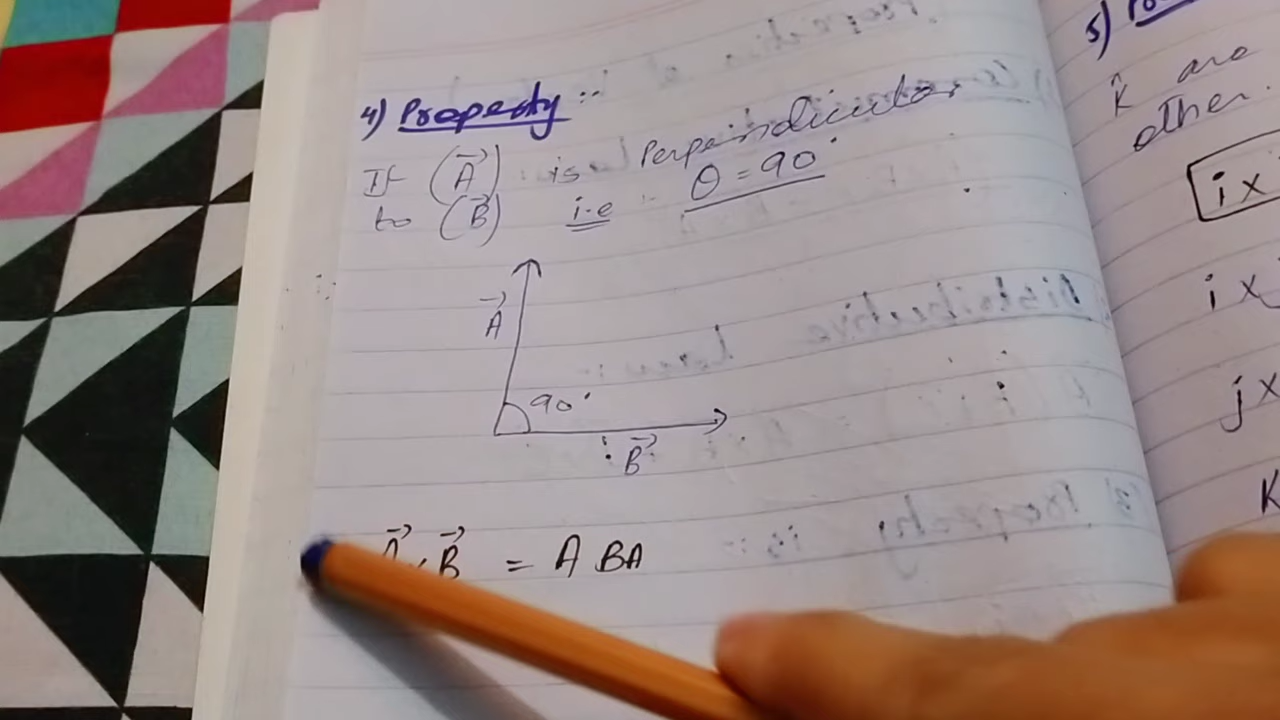 4) Property :-
If (A⃗) is Perpendicular
to (B⃗) i.e θ = 90°
A⃗
90°
B⃗
A⃗ × B⃗ = A BA
5)
k̂ are
other.
i x
i x
j x
K